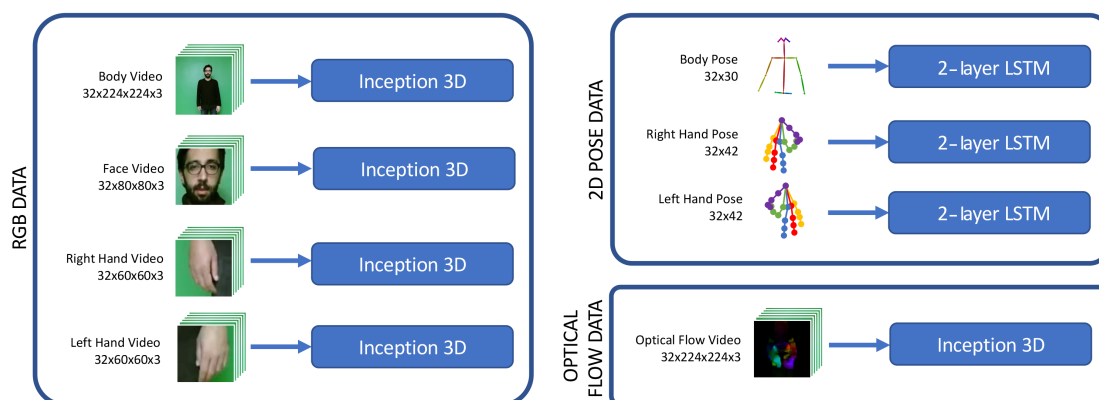 RGB DATA
Body Video
32x224x224x3
Inception 3D
Face Video
32x80x80x3
Inception 3D
Right Hand Video
32x60x60x3
Inception 3D
Left Hand Video
32x60x60x3
Inception 3D
2D POSE DATA
Body Pose
32x30
2-layer LSTM
Right Hand Pose
32x42
2-layer LSTM
Left Hand Pose
32x42
2-layer LSTM
OPTICAL
FLOW DATA
Optical Flow Video
32x224x224x3
Inception 3D